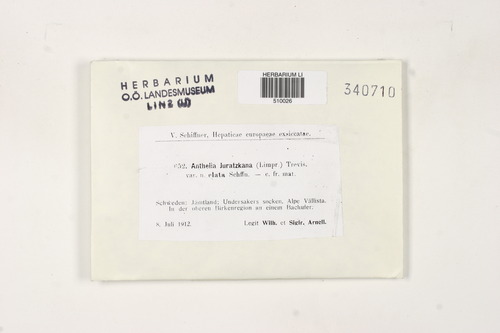 HERBARIUM
O.Ö. LANDESMUSEUM
LINZ
HERBARIUM LI
510026
340710
V. Schiffner, Hepaticae europaeae exsiccatae.
652. Anthelia Juratzkana (Limpr.) Trevis.
var. n. elata Schffn. — c. fr. mat.
Schweden: Jämtland; Undersåkers socken, Alpe Vällista.
In der oberen Birkenregion an einem Bachufer.
8. Juli 1912.
Legit Wilh. et Sigfr. Arnell.